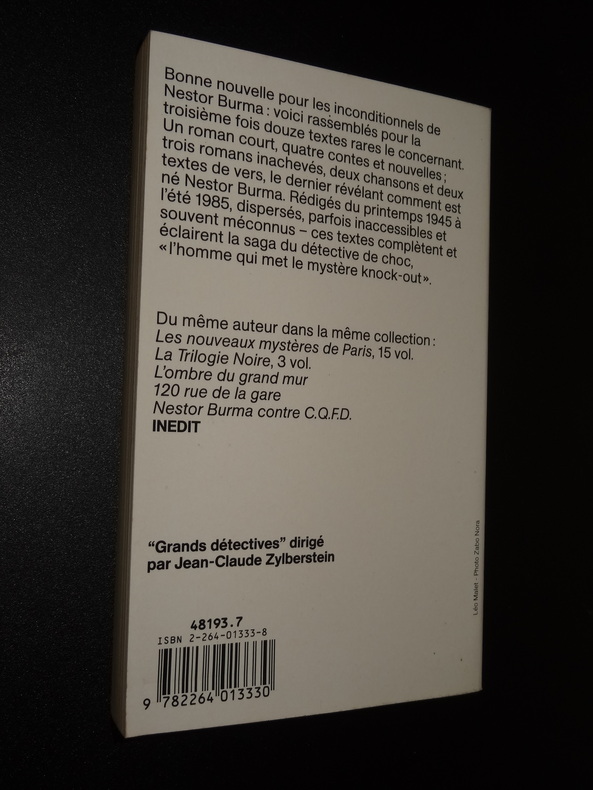 Bonne nouvelle pour les inconditionnels de
Nestor Burma : voici rassemblés pour la
troisième fois douze textes rares le concernant.
Un roman court, quatre contes et nouvelles ;
trois romans inachevés, deux chansons et deux
textes de vers, le dernier révélant comment est
né Nestor Burma. Rédigés du printemps 1945 à
l'été 1985, dispersés, parfois inaccessibles et
souvent méconnus – ces textes complètent et
éclairent la saga du détective de choc,
« l'homme qui met le mystère knock-out ».
Du même auteur dans la même collection :
Les nouveaux mystères de Paris, 15 vol.
La Trilogie Noire, 3 vol.
L'ombre du grand mur
120 rue de la gare
Nestor Burma contre C.Q.F.D.
INEDIT
"Grands détectives" dirigé
par Jean-Claude Zylberstein
48193.7
ISBN 2-264-01333-8
9 782264 013330
Léo Malet - Photo Zabo Nora